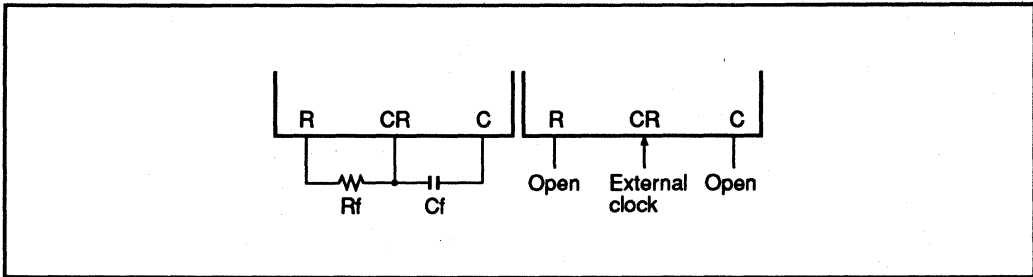 R CR C R CR C
Rf Cf Open External Open
clock